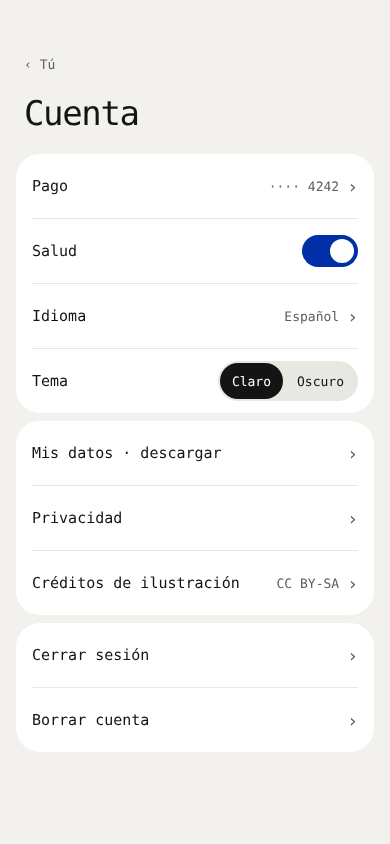 ‹ Tú
Cuenta
Pago ···· 4242 ›
Salud
Idioma Español ›
Tema Claro Oscuro
Mis datos · descargar ›
Privacidad ›
Créditos de ilustración CC BY-SA ›
Cerrar sesión ›
Borrar cuenta ›